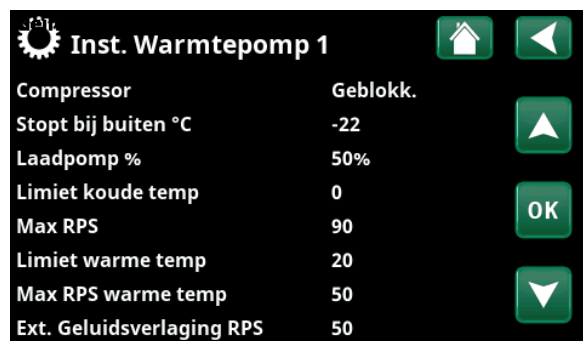 Inst. Warmtepomp 1
Compressor Geblokk.
Stopt bij buiten °C -22
Laadpomp % 50%
Limiet koude temp 0
Max RPS 90
OK
Limiet warme temp 20
Max RPS warme temp 50
Ext. Geluidsverlaging RPS 50